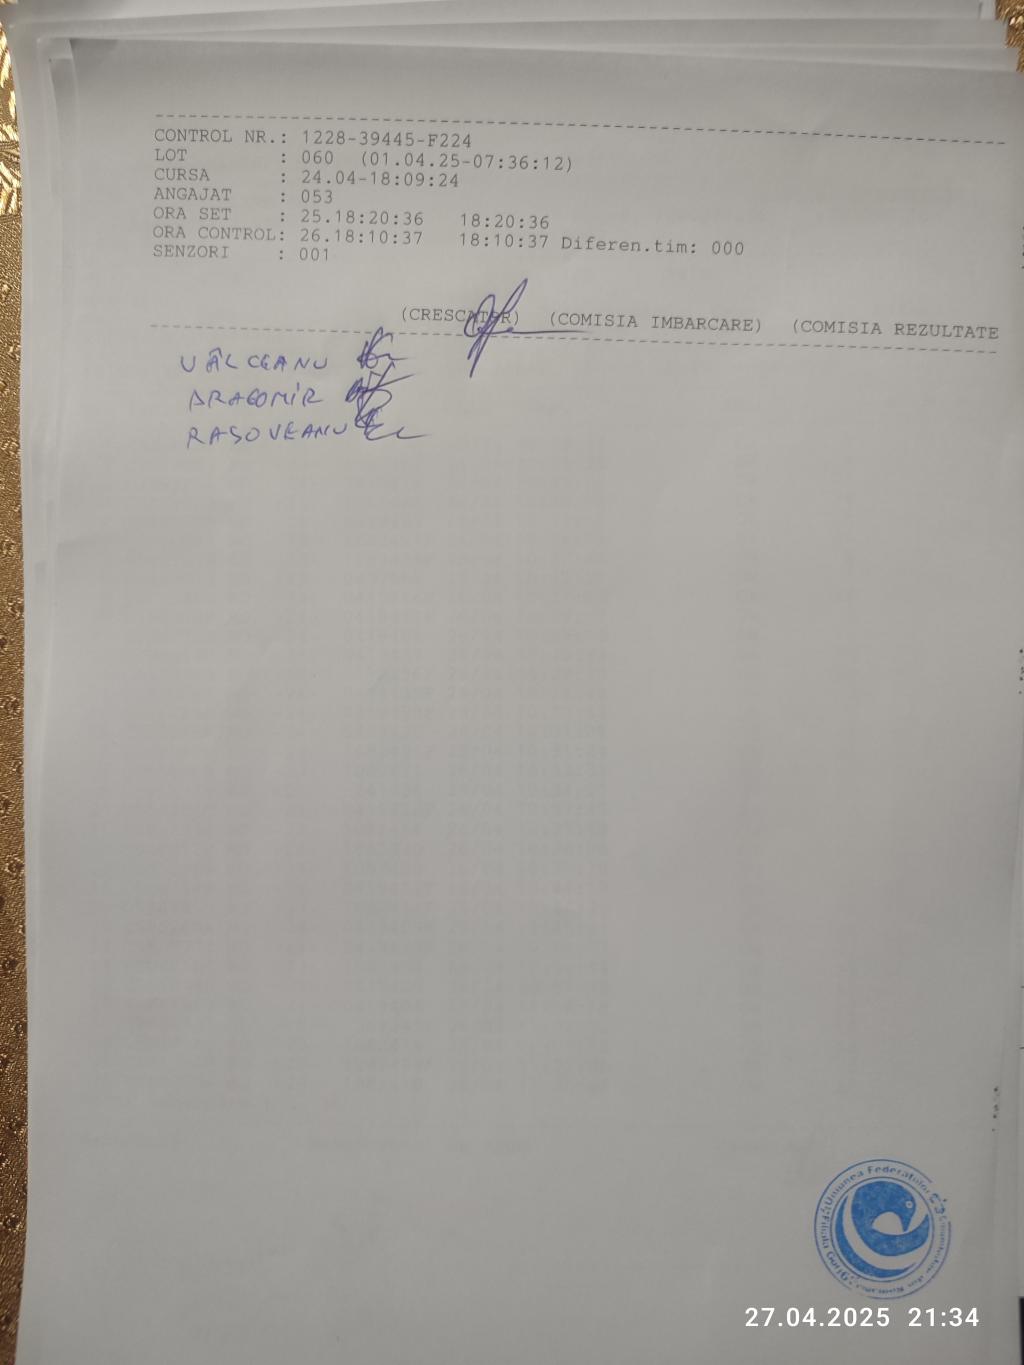 CONTROL NR.: 1228-39445-F224
LOT : 060 (01.04.25-07:36:12)
CURSA : 24.04-18:09:24
ANGAJAT : 053
ORA SET : 25.18:20:36 18:20:36
ORA CONTROL: 26.18:10:37 18:10:37 Diferen.tim: 000
SENZORI : 001
(CRESCATOR) (COMISIA IMBARCARE) (COMISIA REZULTATE
VÂLCEANU
DRAGOMIR
RASOVEANU
Uniunea Federatiilor
27.04.2025 21:34